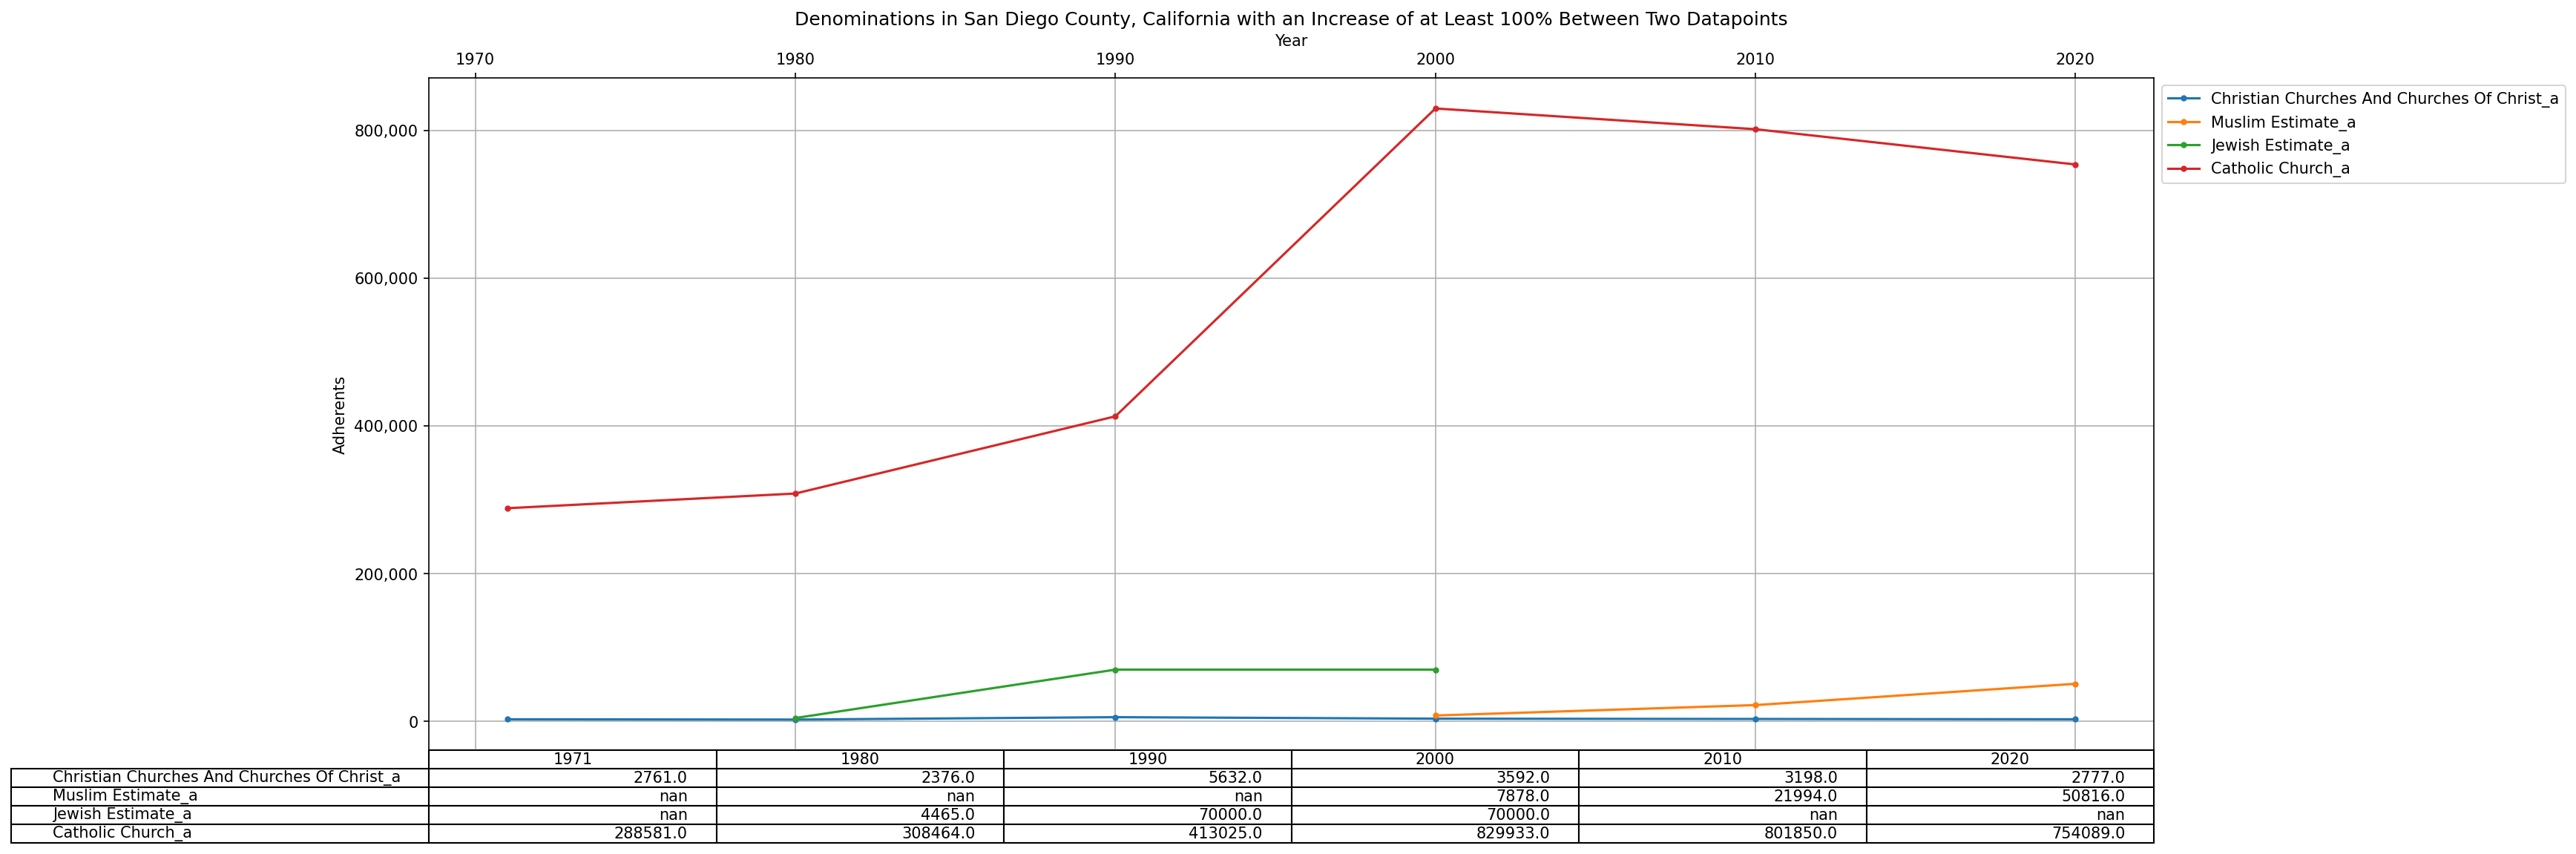 Denominations in San Diego County, California with an Increase of at Least 100% Between Two Datapoints
Year
1970 1980 1990 2000 2010 2020
Christian Churches And Churches Of Christ_a
Muslim Estimate_a
Jewish Estimate_a
Catholic Church_a
800,000
600,000
400,000
200,000
0
Adherents
1971 1980 1990 2000 2010 2020
Christian Churches And Churches Of Christ_a 2761.0 2376.0 5632.0 3592.0 3198.0 2777.0
Muslim Estimate_a nan nan nan 7878.0 21994.0 50816.0
Jewish Estimate_a nan 4465.0 70000.0 70000.0 nan nan
Catholic Church_a 288581.0 308464.0 413025.0 829933.0 801850.0 754089.0